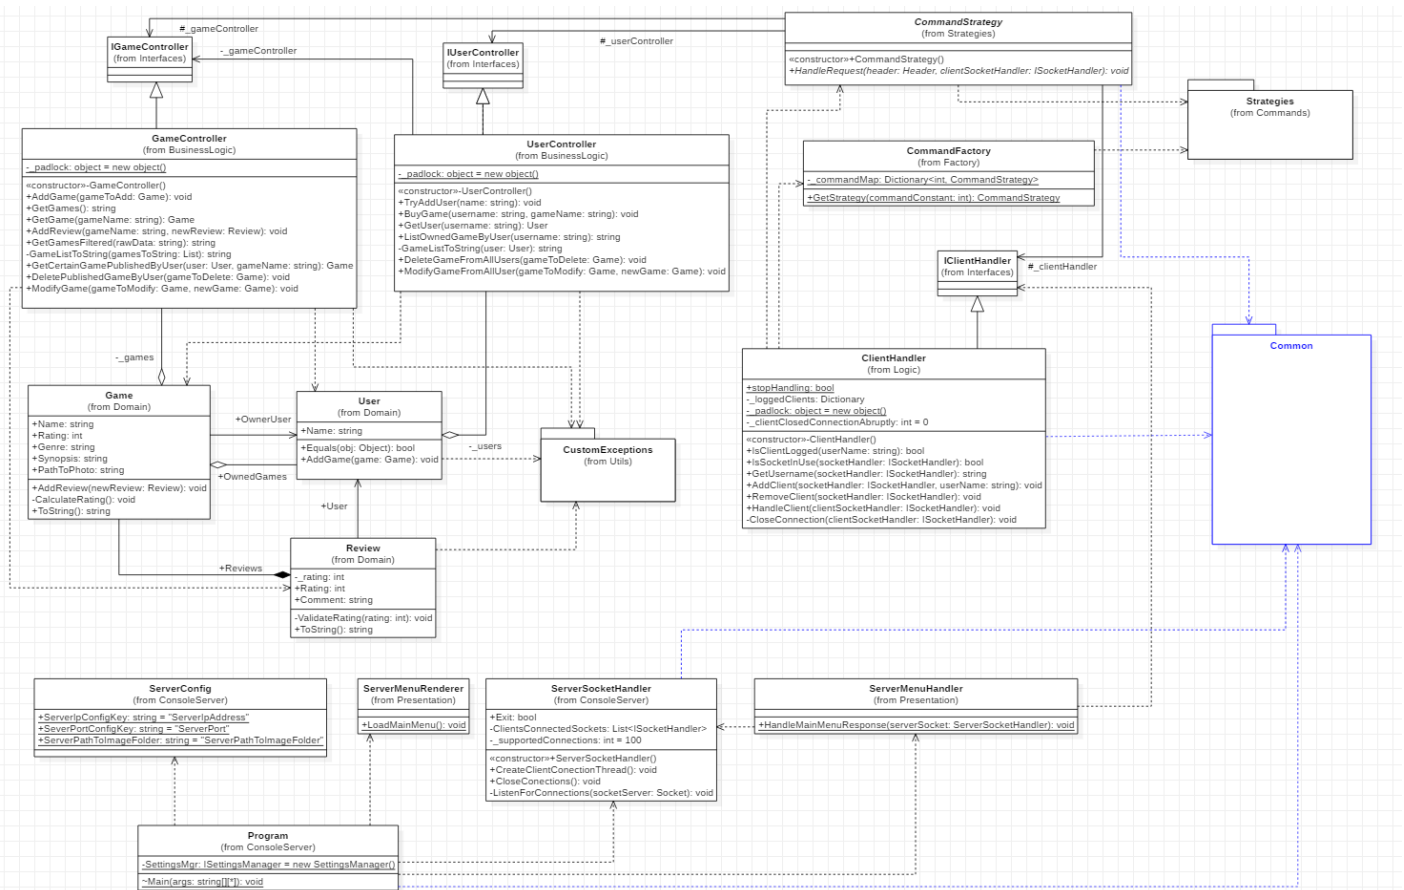 #_gameController
IGameController
(from Interfaces)
-_gameController
IUserController
(from Interfaces)
#_userController
CommandStrategy
(from Strategies)
«constructor»+CommandStrategy()
+HandleRequest(header: Header, clientSocketHandler: ISocketHandler): void
Strategies
(from Commands)
GameController
(from BusinessLogic)
-_padlock: object = new object()
«constructor»-GameController()
+AddGame(gameToAdd: Game): void
+GetGames(): string
+GetGame(gameName: string): Game
+AddReview(gameName: string, newReview: Review): void
+GetGamesFiltered(rawData: string): string
-GameListToString(gamesToString: List): string
+GetCertainGamePublishedByUser(user: User, gameName: string): Game
+DeletePublishedGameByUser(gameToDelete: Game): void
+ModifyGame(gameToModify: Game, newGame: Game): void
UserController
(from BusinessLogic)
-_padlock: object = new object()
«constructor»-UserController()
+TryAddUser(name: string): void
+BuyGame(username: string, gameName: string): void
+GetUser(username: string): User
+ListOwnedGameByUser(username: string): string
-GameListToString(user: User): string
+DeleteGameFromAllUsers(gameToDelete: Game): void
+ModifyGameFromAllUser(gameToModify: Game, newGame: Game): void
CommandFactory
(from Factory)
-_commandMap: Dictionary<int, CommandStrategy>
+GetStrategy(commandConstant: int): CommandStrategy
IClientHandler
(from Interfaces)
#_clientHandler
-_games
Game
(from Domain)
+Name: string
+Rating: int
+Genre: string
+Synopsis: string
+PathToPhoto: string
+AddReview(newReview: Review): void
-CalculateRating(): void
+ToString(): string
+OwnerUser
+OwnedGames
User
(from Domain)
+Name: string
+Equals(obj: Object): bool
+AddGame(game: Game): void
-_users
CustomExceptions
(from Utils)
ClientHandler
(from Logic)
+stopHandling: bool
-_loggedClients: Dictionary
-_padlock: object = new object()
-_clientClosedConnectionAbruptly: int = 0
«constructor»-ClientHandler()
+IsClientLogged(userName: string): bool
+IsSocketInUse(socketHandler: ISocketHandler): bool
+GetUsername(socketHandler: ISocketHandler): string
+AddClient(socketHandler: ISocketHandler, userName: string): void
+RemoveClient(socketHandler: ISocketHandler): void
+HandleClient(clientSocketHandler: ISocketHandler): void
-CloseConnection(clientSocketHandler: ISocketHandler): void
Common
+User
+Reviews
Review
(from Domain)
-_rating: int
+Rating: int
+Comment: string
-ValidateRating(rating: int): void
+ToString(): string
ServerConfig
(from ConsoleServer)
+ServerIpConfigKey: string = "ServerIpAddress"
+SeverPortConfigKey: string = "ServerPort"
+ServerPathToImageFolder: string = "ServerPathToImageFolder"
ServerMenuRenderer
(from Presentation)
+LoadMainMenu(): void
ServerSocketHandler
(from ConsoleServer)
+Exit: bool
-ClientsConnectedSockets: List<ISocketHandler>
-_supportedConnections: int = 100
«constructor»+ServerSocketHandler()
+CreateClientConectionThread(): void
+CloseConections(): void
-ListenForConnections(socketServer: Socket): void
ServerMenuHandler
(from Presentation)
+HandleMainMenuResponse(serverSocket: ServerSocketHandler): void
Program
(from ConsoleServer)
-SettingsMgr: ISettingsManager = new SettingsManager()
~Main(args: string[][*]): void